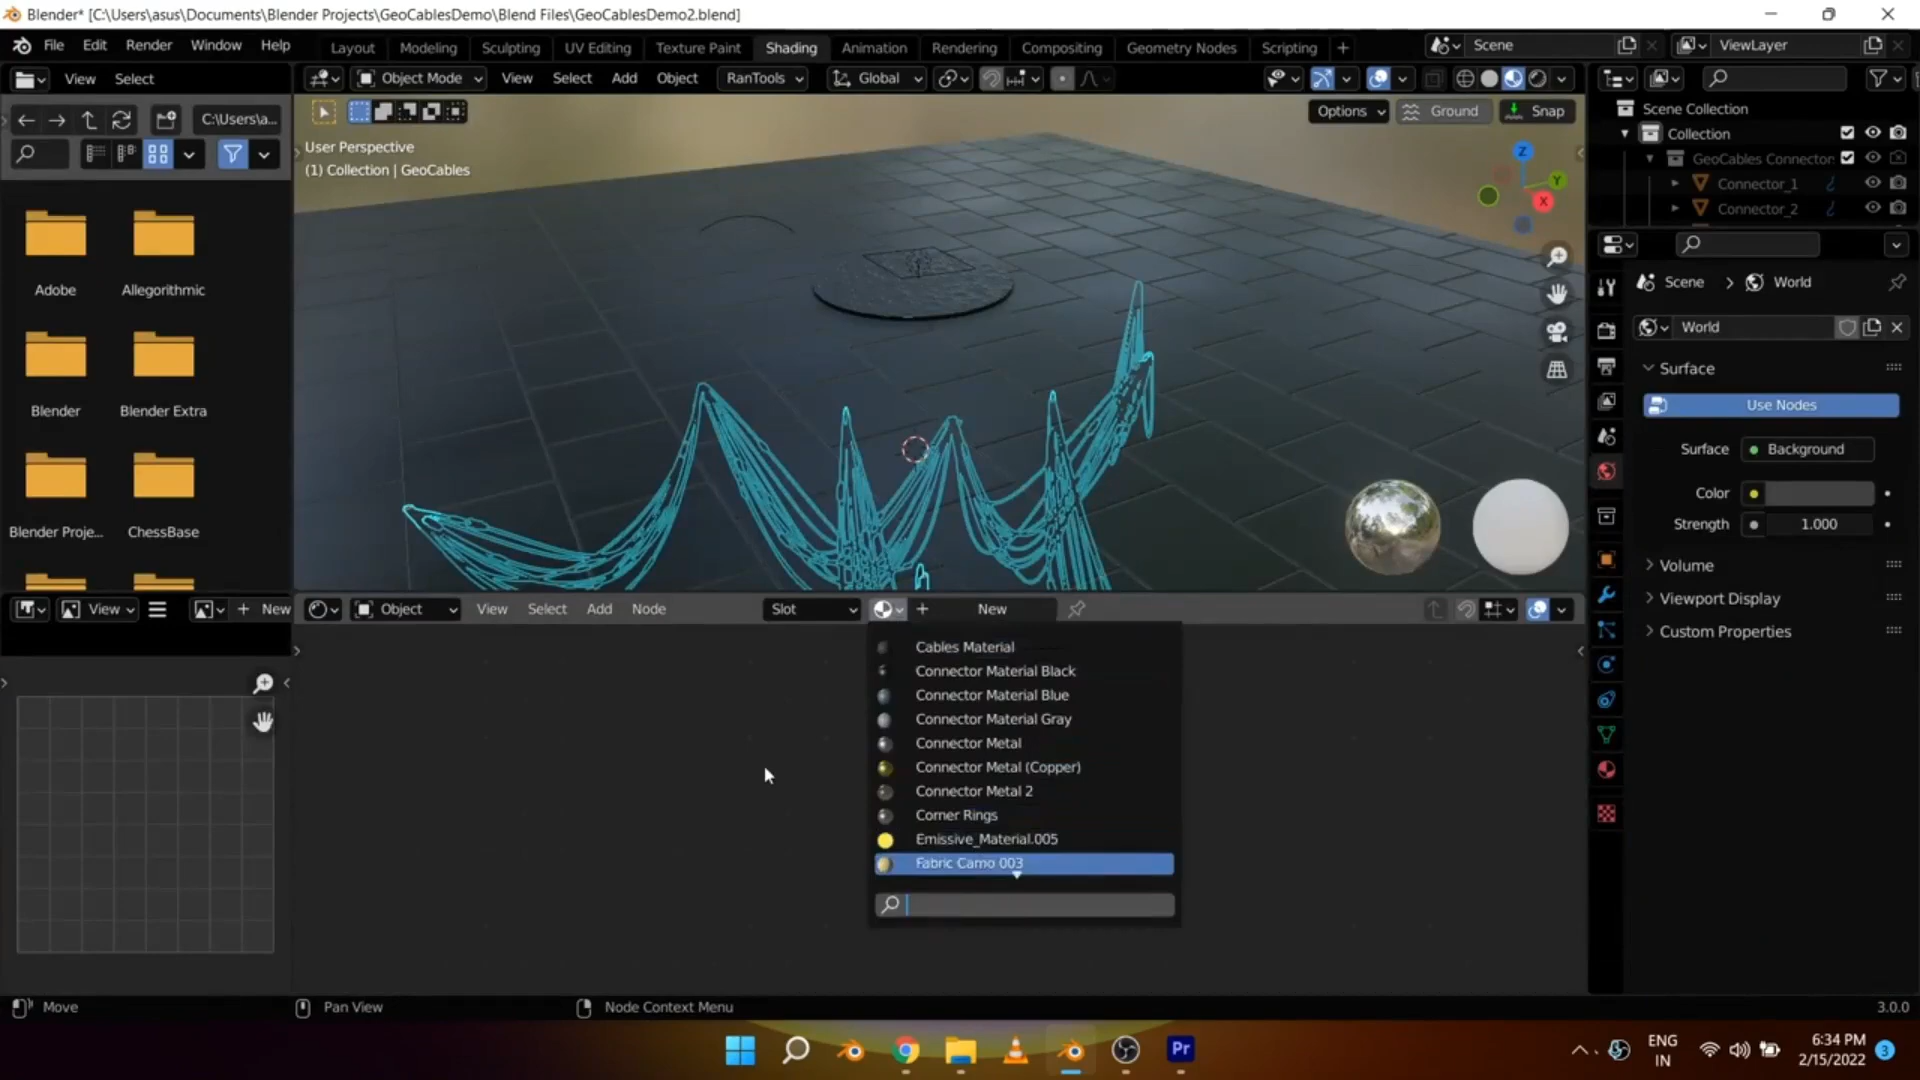 Blender* [C:\Users\asus\Documents\Blender Projects\GeoCablesDemo\Blend Files\GeoCablesDemo2.blend]
File Edit Render Window Help
Layout Modeling Sculpting UV Editing Texture Paint Shading Animation Rendering Compositing Geometry Nodes Scripting +
Scene
ViewLayer
View Select
Object Mode View Select Add Object RanTools Global
C:\Users\a...
Options Ground Snap
User Perspective
(1) Collection | GeoCables
Z
Y
X
Scene Collection
Collection
GeoCables Connector
Connector_1
Connector_2
Adobe
Allegorithmic
Blender
Blender Extra
Blender Proje...
ChessBase
Scene > World
World
Surface
Use Nodes
Surface Background
Color
Strength 1.000
Volume
Viewport Display
Custom Properties
View + New
Object View Select Add Node Slot + New
Cables Material
Connector Material Black
Connector Material Blue
Connector Material Gray
Connector Metal
Connector Metal (Copper)
Connector Metal 2
Corner Rings
Emissive_Material.005
Fabric Camo 003
Move
Pan View
Node Context Menu
3.0.0
Pr
ENG
IN
6:34 PM
2/15/2022
3